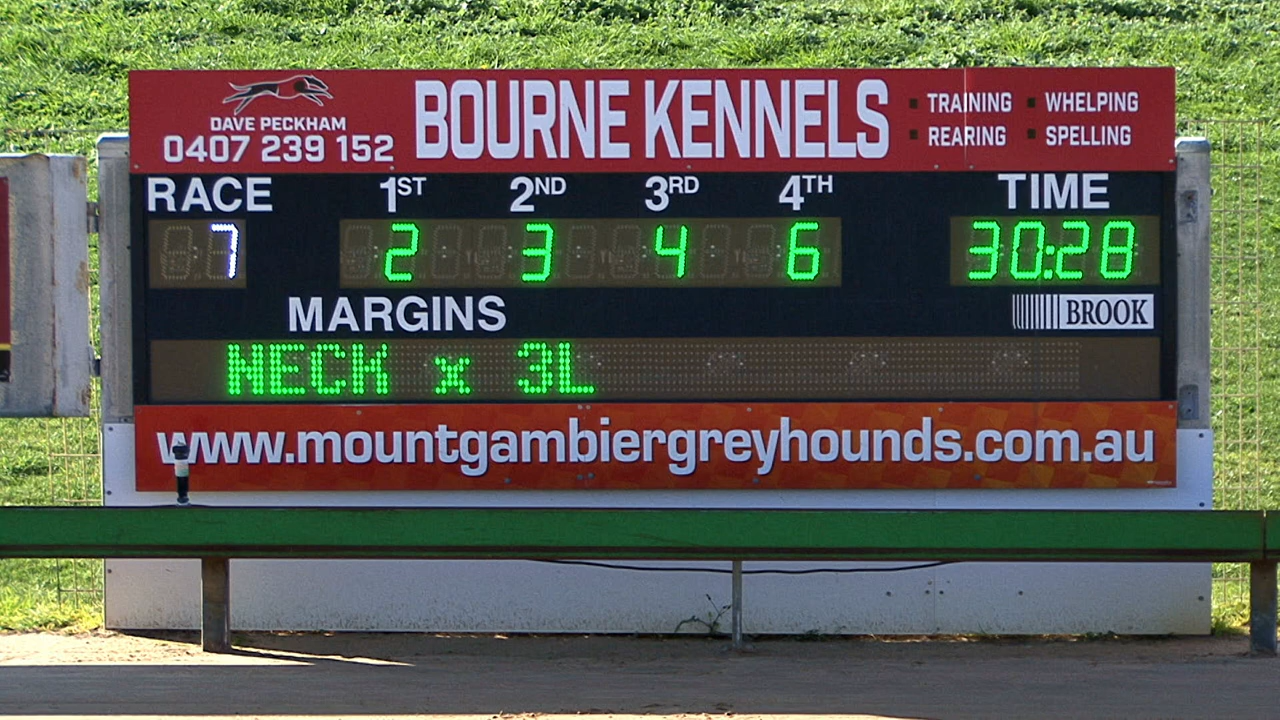 BOURNE KENNELS
DAVE PECKHAM
0407 239 152
TRAINING WHELPING
REARING SPELLING
RACE 1ST 2ND 3RD 4TH TIME
7 2 3 4 6 30:28
MARGINS
BROOK
NECK x 3L
www.mountgambiergreyhounds.com.au